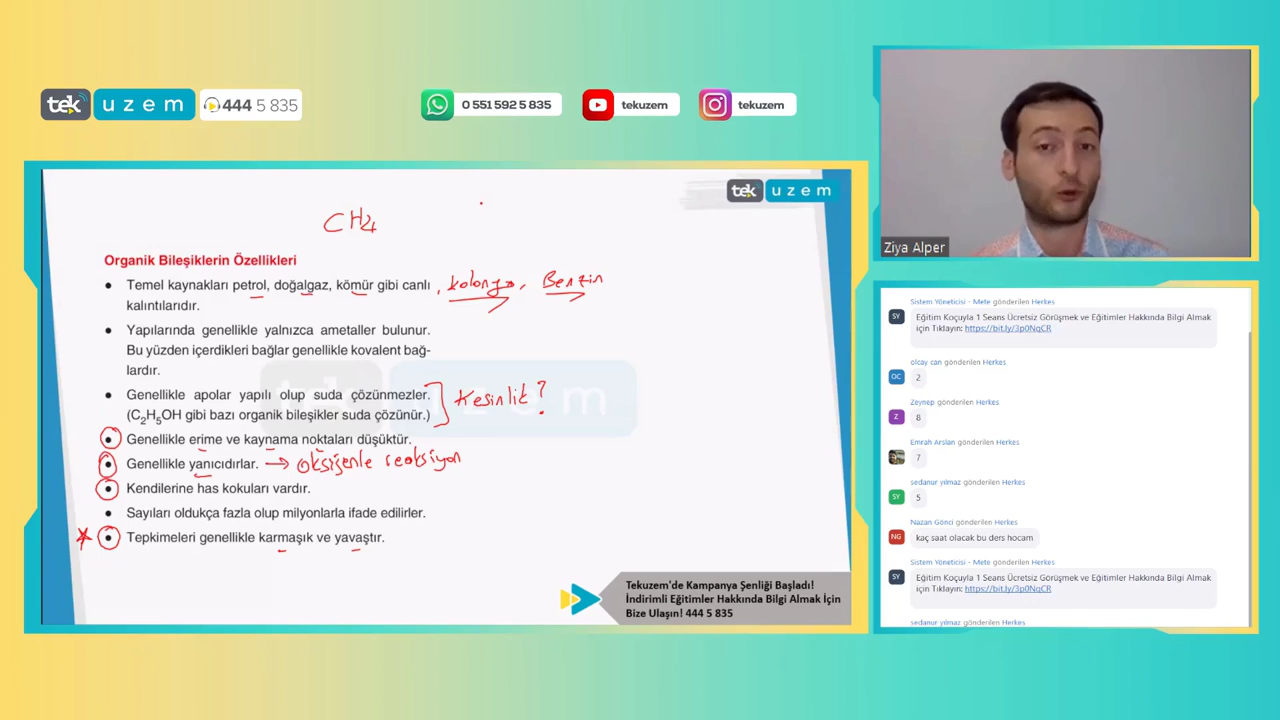 tek uzem 444 5 835
0 551 592 5 835
tekuzem
tekuzem
tek uzem
CH4
Organik Bileşiklerin Özellikleri
• Temel kaynakları petrol, doğalgaz, kömür gibi canlı , kolonya, Benzin
kalıntılarıdır.
• Yapılarında genellikle yalnızca ametaller bulunur.
Bu yüzden içerdikleri bağlar genellikle kovalent bağ-
lardır.
• Genellikle apolar yapılı olup suda çözünmezler.
(C₂H₅OH gibi bazı organik bileşikler suda çözünür.) Kesinlik?
• Genellikle erime ve kaynama noktaları düşüktür.
• Genellikle yanıcıdırlar. → oksijenle reaksiyon
• Kendilerine has kokuları vardır.
• Sayıları oldukça fazla olup milyonlarla ifade edilirler.
• Tepkimeleri genellikle karmaşık ve yavaştır.
tek uzem
Tekuzem'de Kampanya Şenliği Başladı!
İndirimli Eğitimler Hakkında Bilgi Almak İçin
Bize Ulaşın! 444 5 835
Ziya Alper
Sistem Yöneticisi - Mete gönderilen Herkes
SY
Eğitim Koçuyla 1 Seans Ücretsiz Görüşmek ve Eğitimler Hakkında Bilgi Almak
için Tıklayın: https://bit.ly/3p0NqCR
olcay can gönderilen Herkes
OC 2
Zeynep gönderilen Herkes
Z 8
Emrah Arslan gönderilen Herkes
7
sedanur yılmaz gönderilen Herkes
SY 5
Nazan Gönci gönderilen Herkes
NG kaç saat olacak bu ders hocam
Sistem Yöneticisi - Mete gönderilen Herkes
SY
Eğitim Koçuyla 1 Seans Ücretsiz Görüşmek ve Eğitimler Hakkında Bilgi Almak
için Tıklayın: https://bit.ly/3p0NqCR
sedanur yılmaz gönderilen Herkes